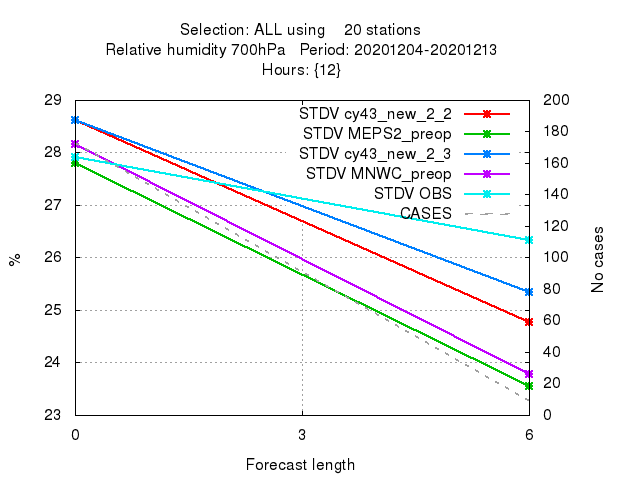 Selection: ALL using 20 stations
Relative humidity 700hPa Period: 20201204-20201213
Hours: {12}
29 200
STDV cy43_new_2_2
180
STDV MEPS2_preop
28 STDV cy43_new_2_3 160
STDV MNWC_preop
140
STDV OBS
27
CASES
120
26 100
% No cases
80
25
60
40
24
20
23 0
0 3 6
Forecast length